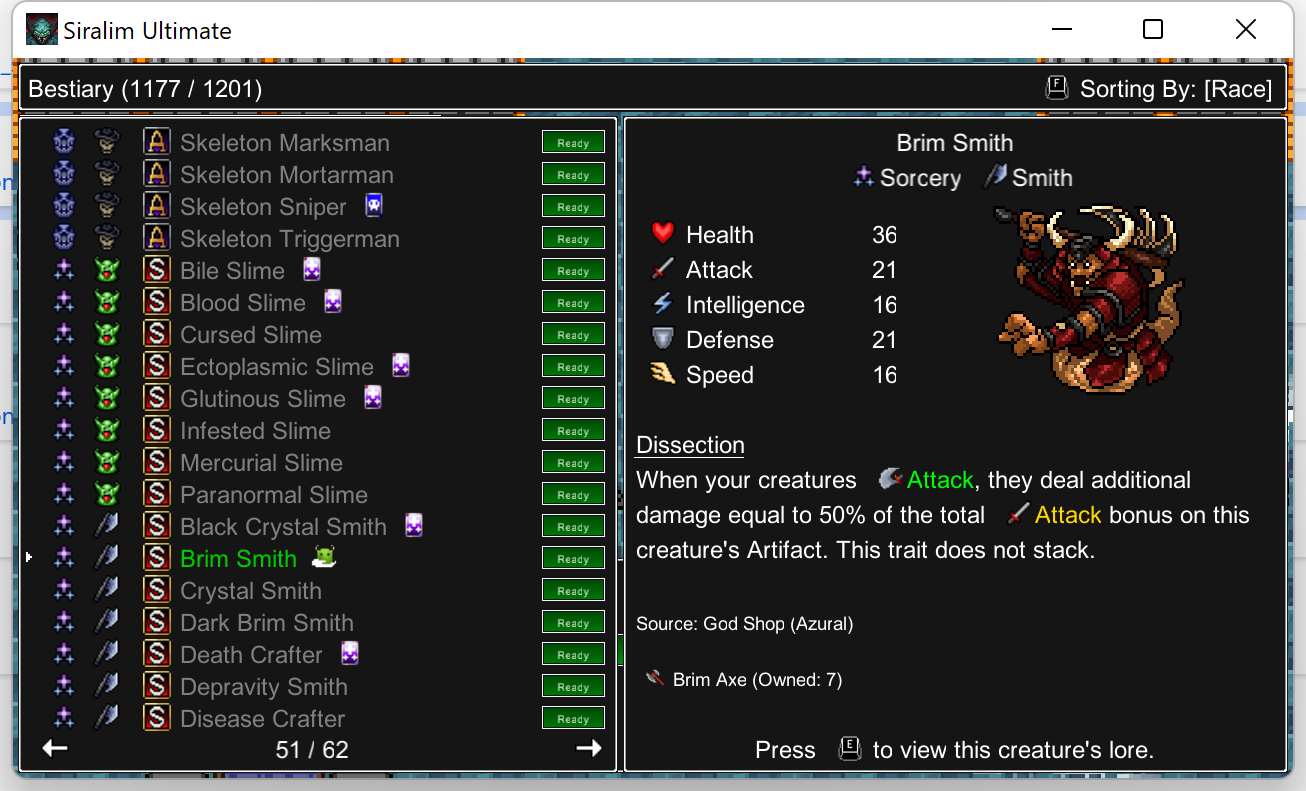 Siralim Ultimate
Bestiary (1177 / 1201)
F Sorting By: [Race]
A Skeleton Marksman Ready
A Skeleton Mortarman Ready
A Skeleton Sniper Ready
A Skeleton Triggerman Ready
S Bile Slime Ready
S Blood Slime Ready
S Cursed Slime Ready
S Ectoplasmic Slime Ready
S Glutinous Slime Ready
S Infested Slime Ready
S Mercurial Slime Ready
S Paranormal Slime Ready
S Black Crystal Smith Ready
S Brim Smith Ready
S Crystal Smith Ready
S Dark Brim Smith Ready
S Death Crafter Ready
S Depravity Smith Ready
S Disease Crafter Ready
51 / 62
Brim Smith
Sorcery Smith
Health 36
Attack 21
Intelligence 16
Defense 21
Speed 16
Dissection
When your creatures Attack, they deal additional
damage equal to 50% of the total Attack bonus on this
creature's Artifact. This trait does not stack.
Source: God Shop (Azural)
Brim Axe (Owned: 7)
Press E to view this creature's lore.